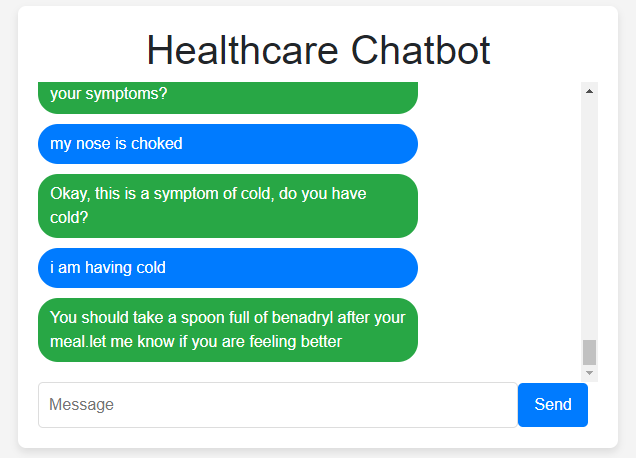 Healthcare Chatbot
your symptoms?
my nose is choked
Okay, this is a symptom of cold, do you have
cold?
i am having cold
You should take a spoon full of benadryl after your
meal.let me know if you are feeling better
Message
Send